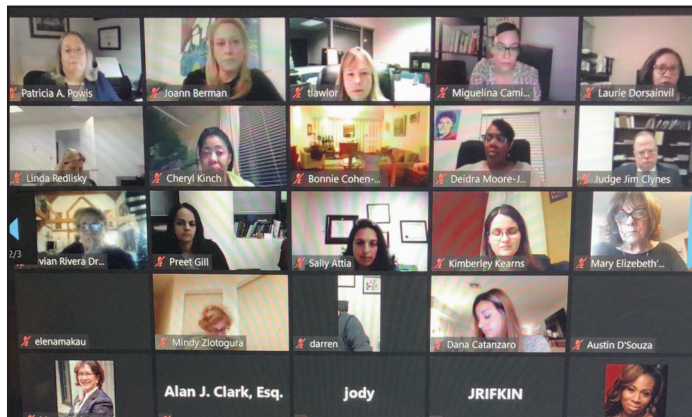 Patricia A. Powis
Joann Berman
tlawlor
Miguelina Cami...
Laurie Dorsainvil
Linda Redlisky
Cheryl Kinch
Bonnie Cohen-...
Deidra Moore-J...
Judge Jim Clynes
2/3
vian Rivera Dr...
Preet Gill
Sally Attia
Kimberley Kearns
Mary Elizebeth'...
elenamakau
Mindy Zlotogura
darren
Dana Catanzaro
Austin D'Souza
Alan J. Clark, Esq.
jody
JRIFKIN